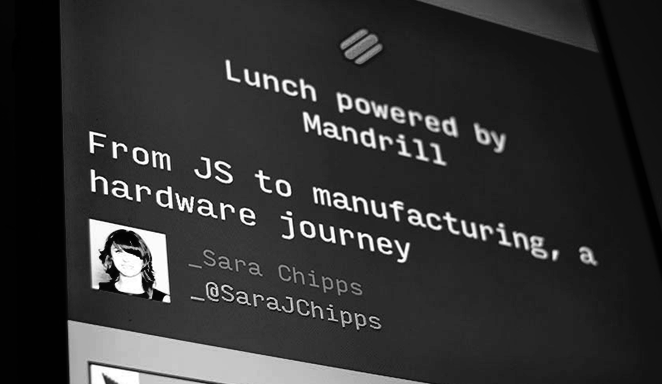 Lunch powered by
Mandrill
From JS to manufacturing, a
hardware journey
_Sara Chipps
_@SaraJChipps